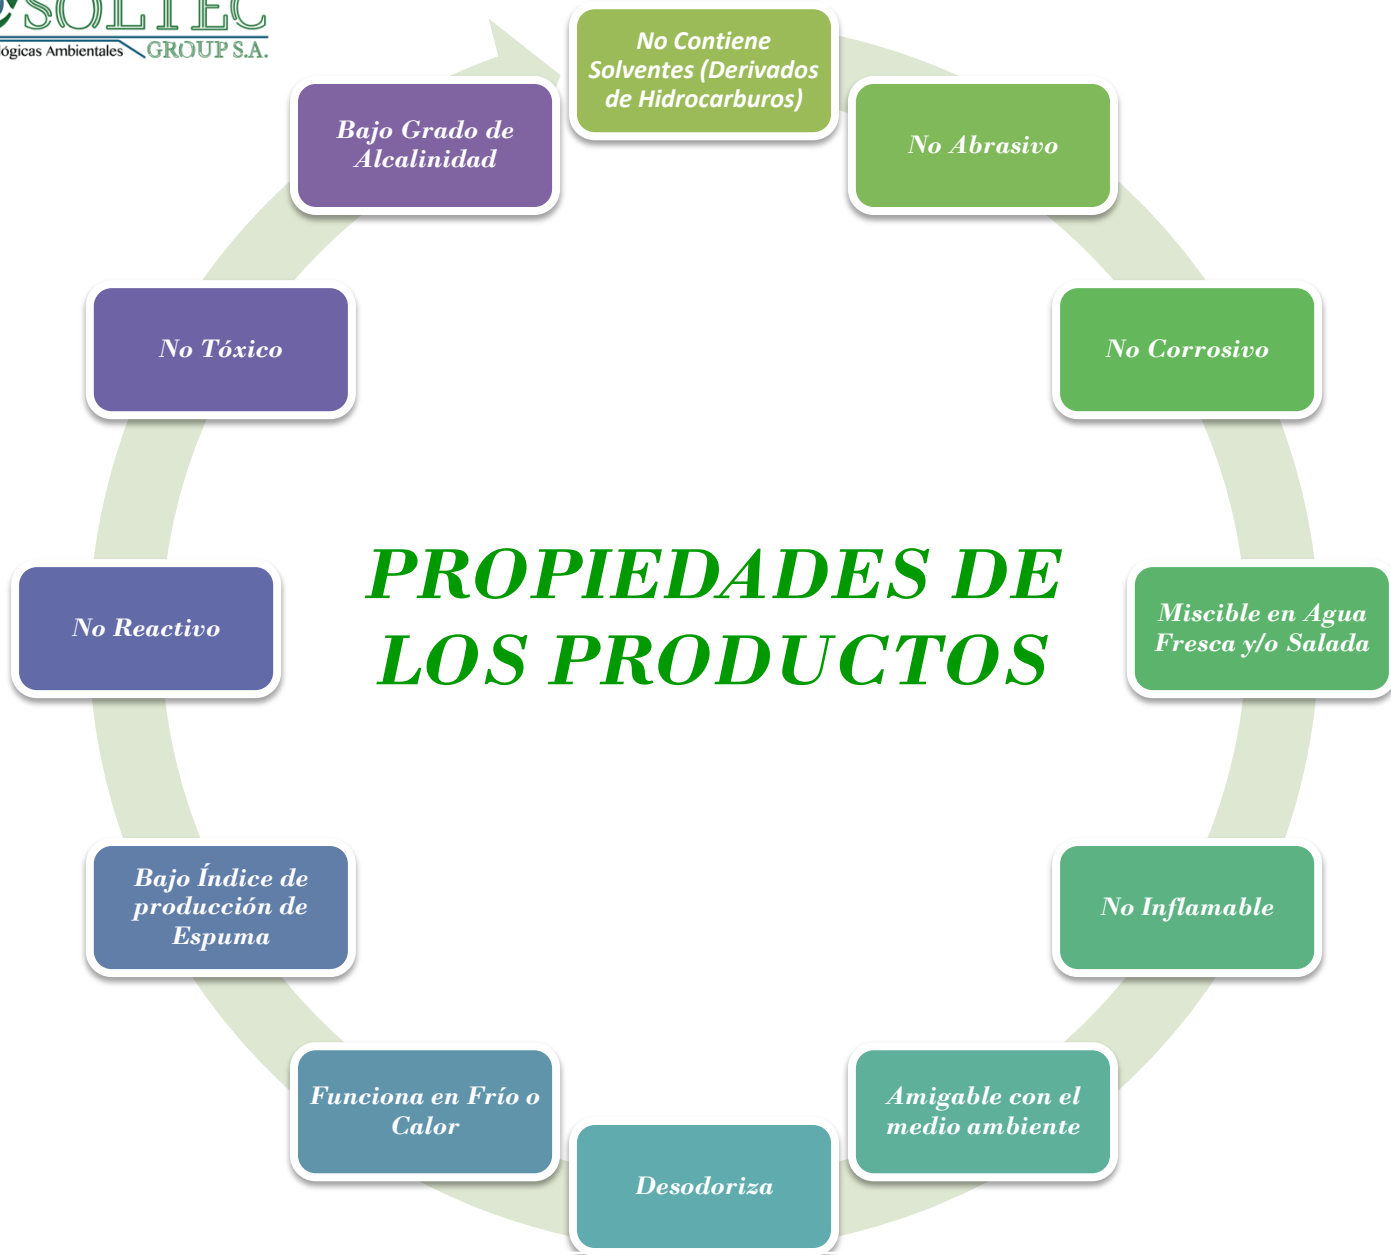 SOLTEC
Ambientales GROUP S.A.
No Contiene
Solventes (Derivados
de Hidrocarburos)
No Abrasivo
No Corrosivo
Miscible en Agua
Fresca y/o Salada
No Inflamable
Amigable con el
medio ambiente
Desodoriza
Funciona en Frío o
Calor
Bajo Índice de
producción de
Espuma
No Reactivo
No Tóxico
Bajo Grado de
Alcalinidad
PROPIEDADES DE
LOS PRODUCTOS